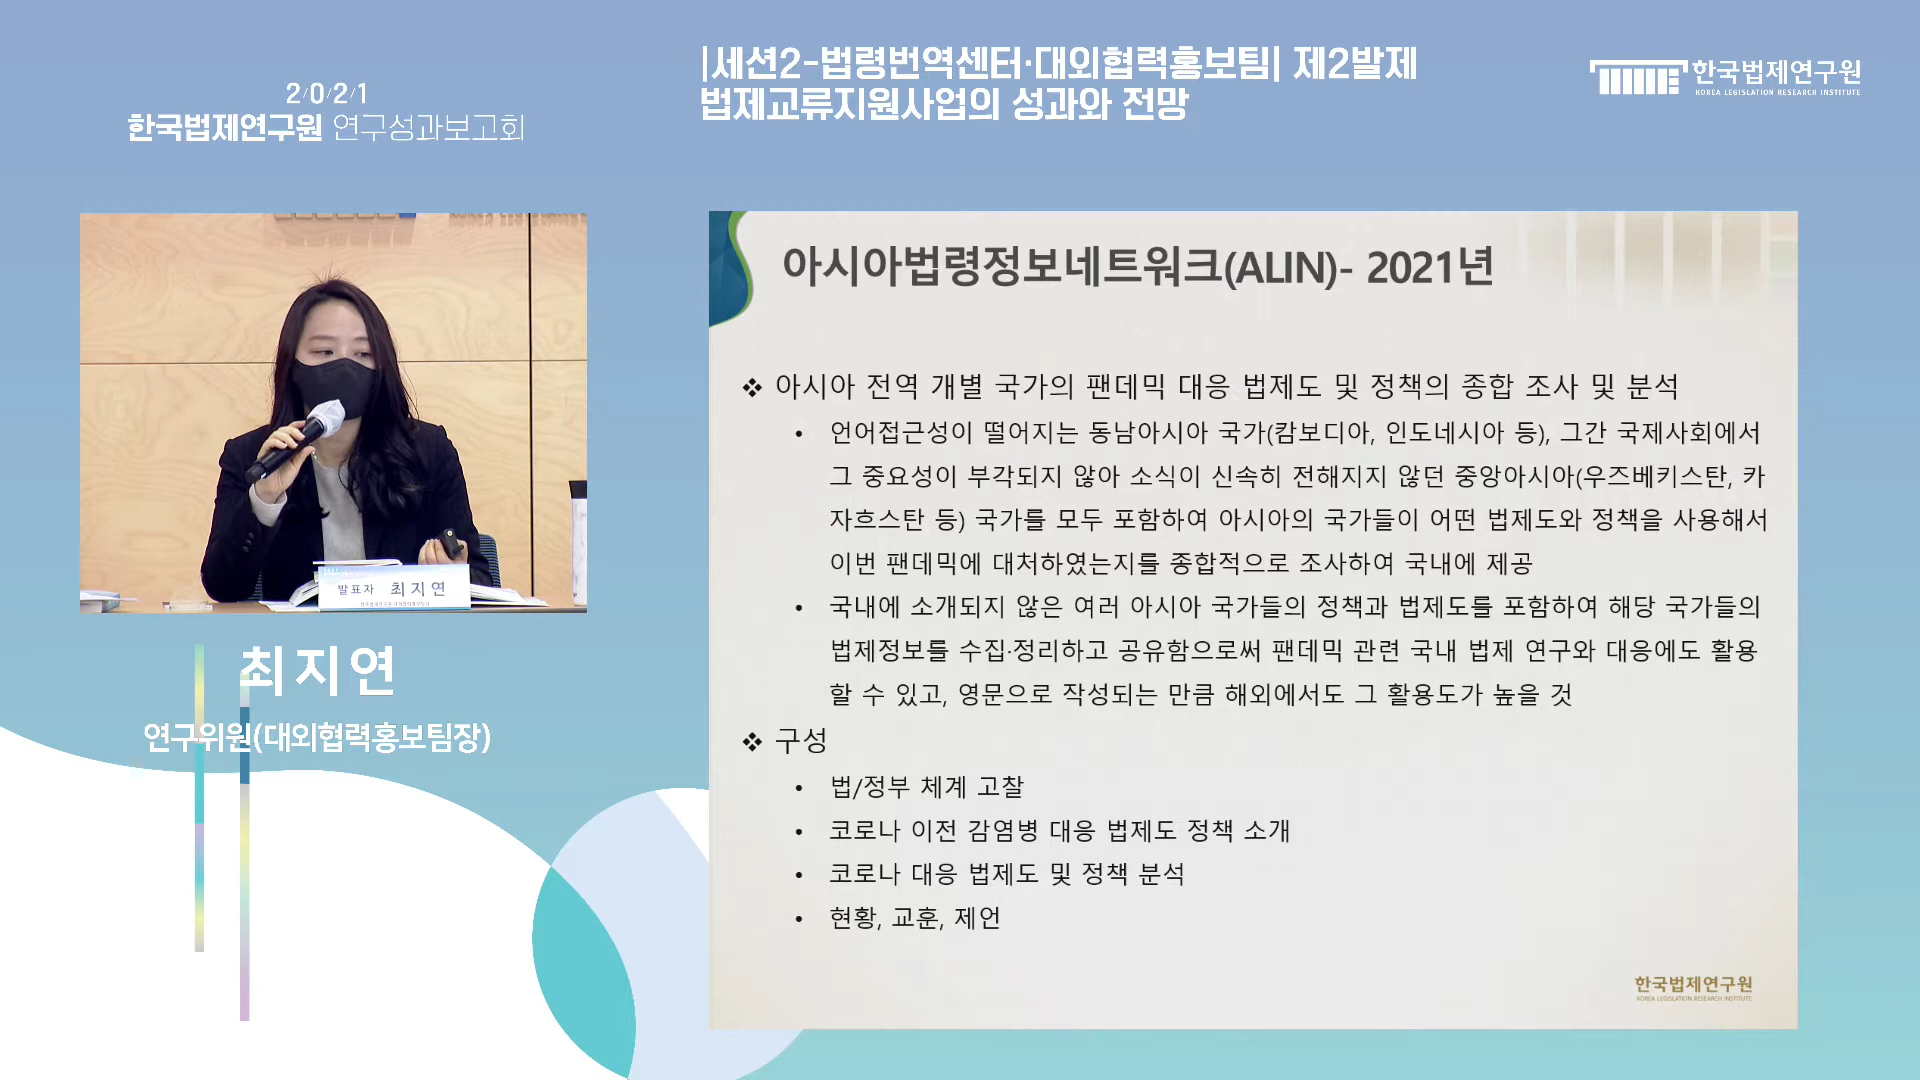 2/0/2/1
한국법제연구원 연구성과보고회
|세션2-법령번역센터·대외협력홍보팀| 제2발제
법제교류지원사업의 성과와 전망
한국법제연구원
KOREA LEGISLATION RESEARCH INSTITUTE
발표자 최지연
최지연
연구위원(대외협력홍보팀장)
아시아법령정보네트워크(ALIN)- 2021년
❖ 아시아 전역 개별 국가의 팬데믹 대응 법제도 및 정책의 종합 조사 및 분석
• 언어접근성이 떨어지는 동남아시아 국가(캄보디아, 인도네시아 등), 그간 국제사회에서
그 중요성이 부각되지 않아 소식이 신속히 전해지지 않던 중앙아시아(우즈베키스탄, 카
자흐스탄 등) 국가를 모두 포함하여 아시아의 국가들이 어떤 법제도와 정책을 사용해서
이번 팬데믹에 대처하였는지를 종합적으로 조사하여 국내에 제공
• 국내에 소개되지 않은 여러 아시아 국가들의 정책과 법제도를 포함하여 해당 국가들의
법제정보를 수집·정리하고 공유함으로써 팬데믹 관련 국내 법제 연구와 대응에도 활용
할 수 있고, 영문으로 작성되는 만큼 해외에서도 그 활용도가 높을 것
❖ 구성
• 법/정부 체계 고찰
• 코로나 이전 감염병 대응 법제도 정책 소개
• 코로나 대응 법제도 및 정책 분석
• 현황, 교훈, 제언
한국법제연구원
KOREA LEGISLATION RESEARCH INSTITUTE